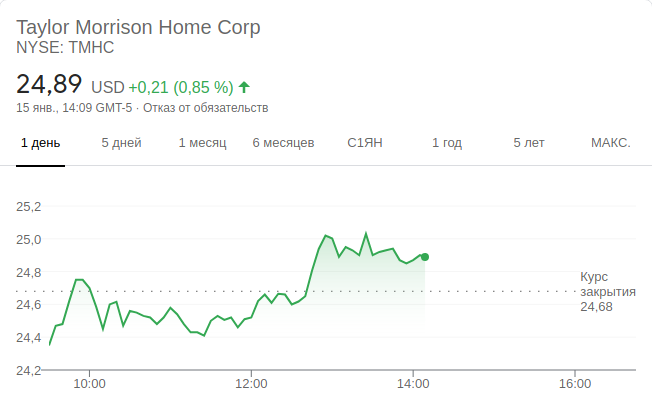 Taylor Morrison Home Corp
NYSE: TMHC
24,89 USD +0,21 (0,85 %)
15 янв., 14:09 GMT-5 · Отказ от обязательств
1 день 5 дней 1 месяц 6 месяцев С1ЯН 1 год 5 лет МАКС.
25,2
25,0
24,8
Курс
закрытия
24,68
24,6
24,4
24,2
10:00 12:00 14:00 16:00